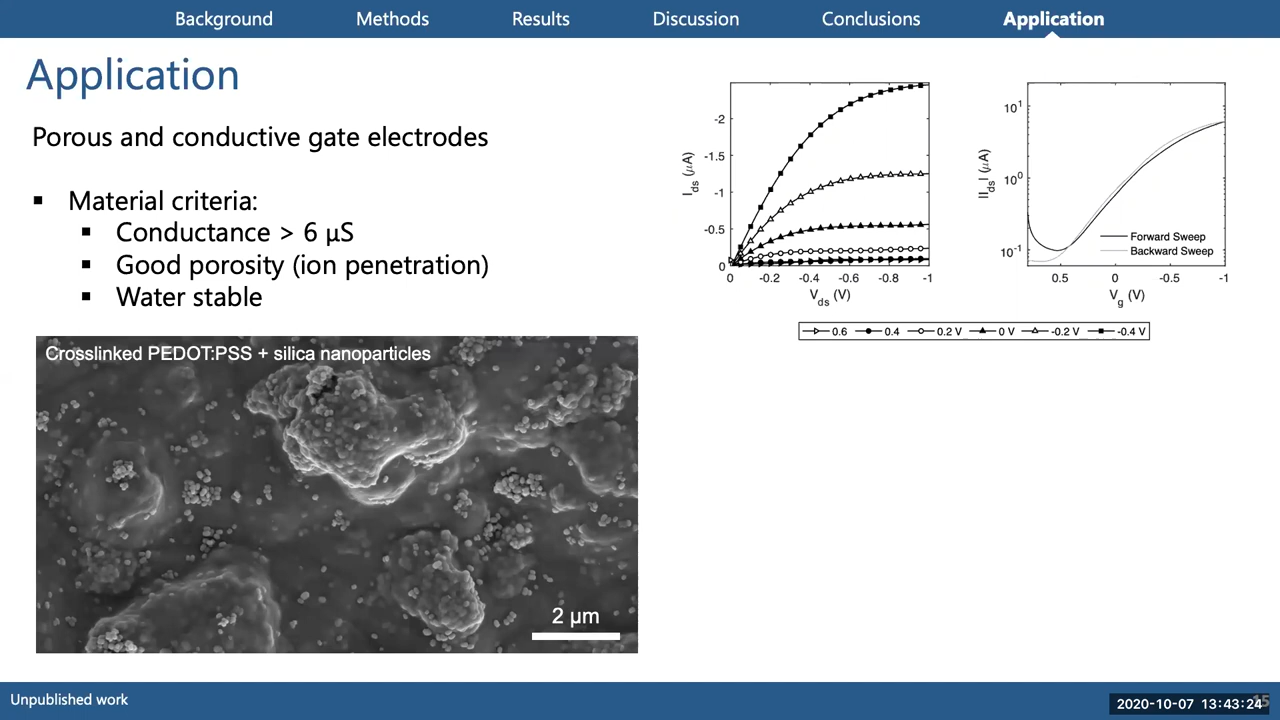 Background Methods Results Discussion Conclusions Application
Application
Porous and conductive gate electrodes
▪ Material criteria:
▪ Conductance > 6 µS
▪ Good porosity (ion penetration)
▪ Water stable
Crosslinked PEDOT:PSS + silica nanoparticles
2 µm
-2
-1.5
-1
-0.5
0
I_ds (µA)
0 -0.2 -0.4 -0.6 -0.8 -1
V_ds (V)
10^1
10^0
10^-1
|I_ds| (µA)
Forward Sweep
Backward Sweep
0.5 0 -0.5 -1
V_g (V)
0.6 0.4 0.2 V 0 V -0.2 V -0.4 V
Unpublished work
2020-10-07 13:43:24
15